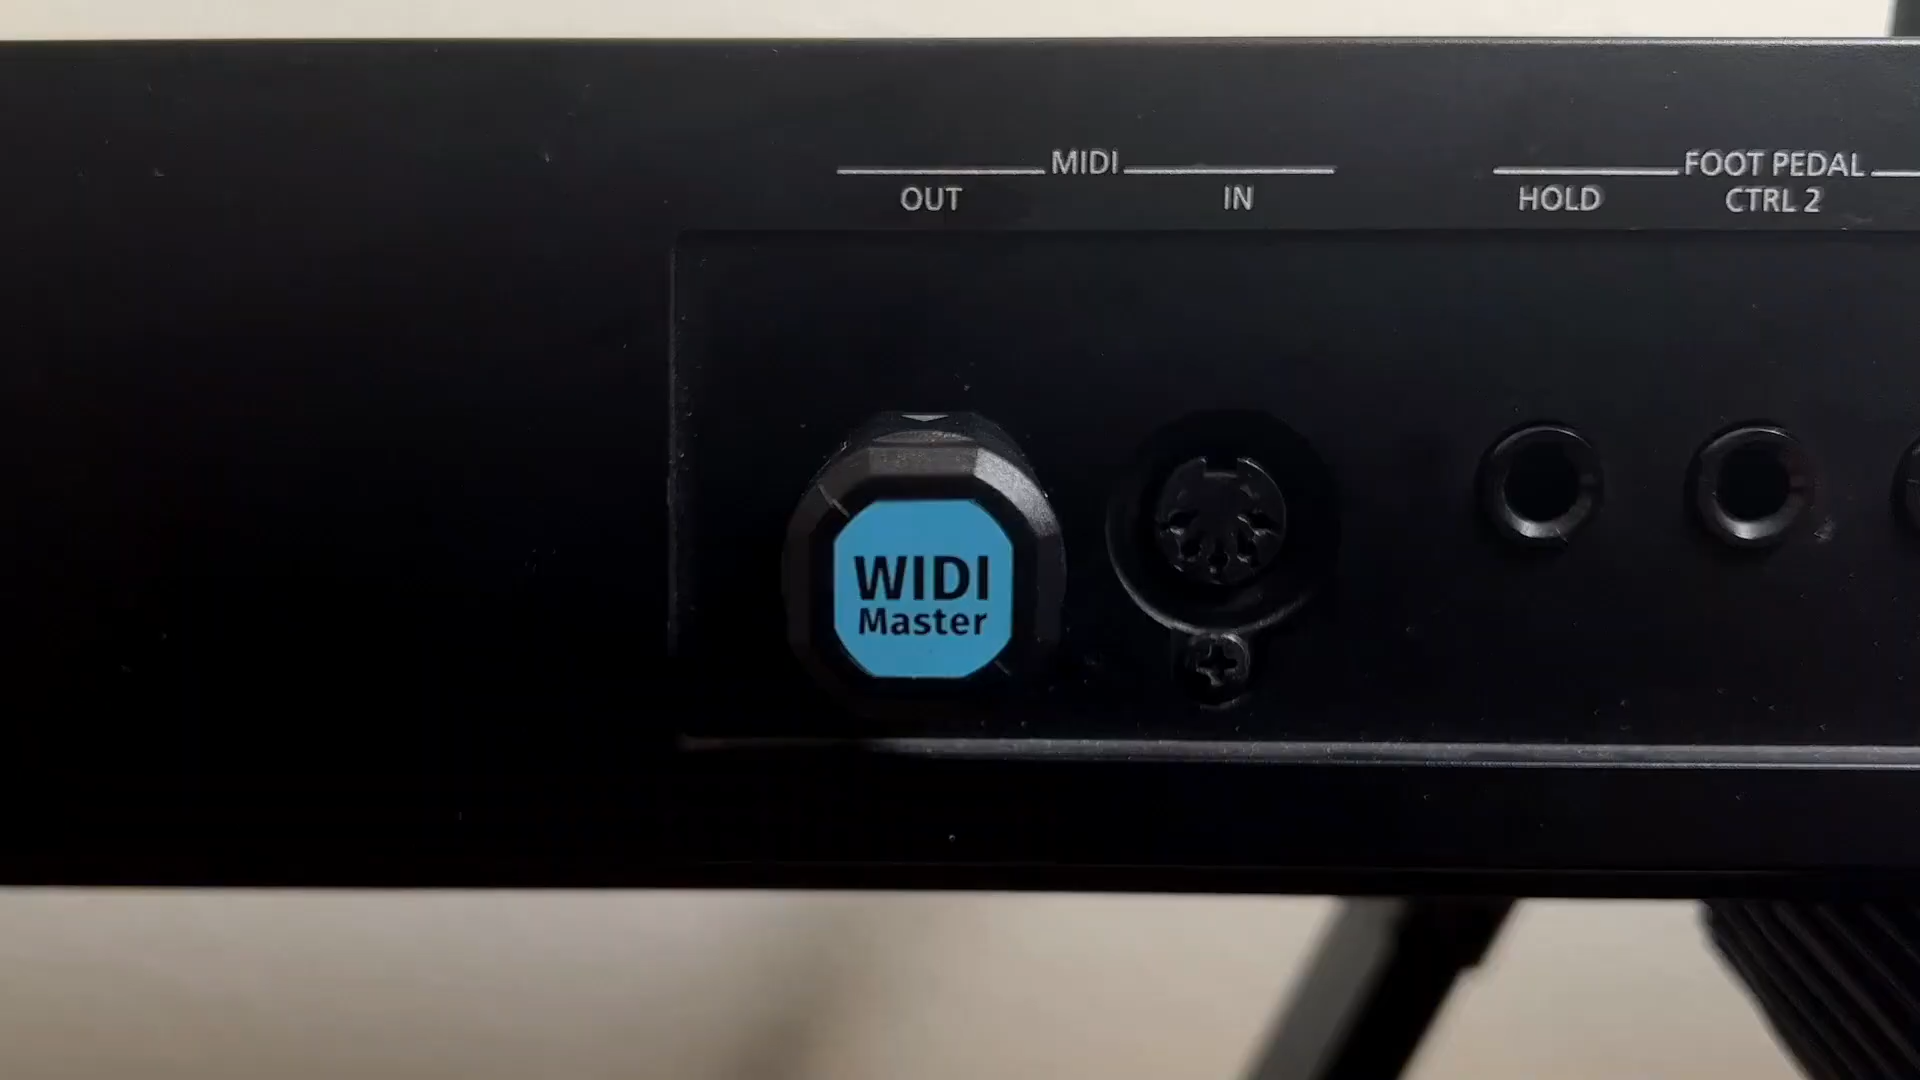 MIDI
OUT IN
FOOT PEDAL
HOLD CTRL 2
WIDI
Master